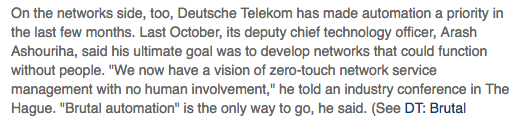 On the networks side, too, Deutsche Telekom has made automation a priority in
the last few months. Last October, its deputy chief technology officer, Arash
Ashouriha, said his ultimate goal was to develop networks that could function
without people. "We now have a vision of zero-touch network service
management with no human involvement," he told an industry conference in The
Hague. "Brutal automation" is the only way to go, he said. (See DT: Brutal